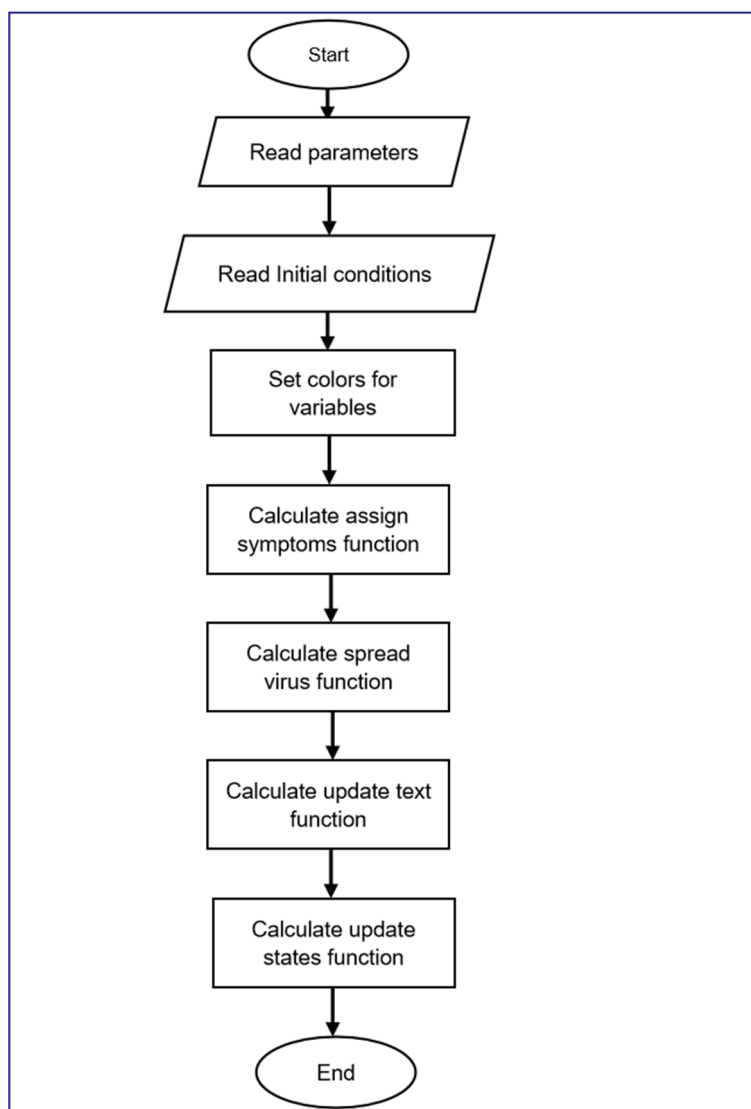 Start
Read parameters
Read Initial conditions
Set colors for
variables
Calculate assign
symptoms function
Calculate spread
virus function
Calculate update text
function
Calculate update
states function
End